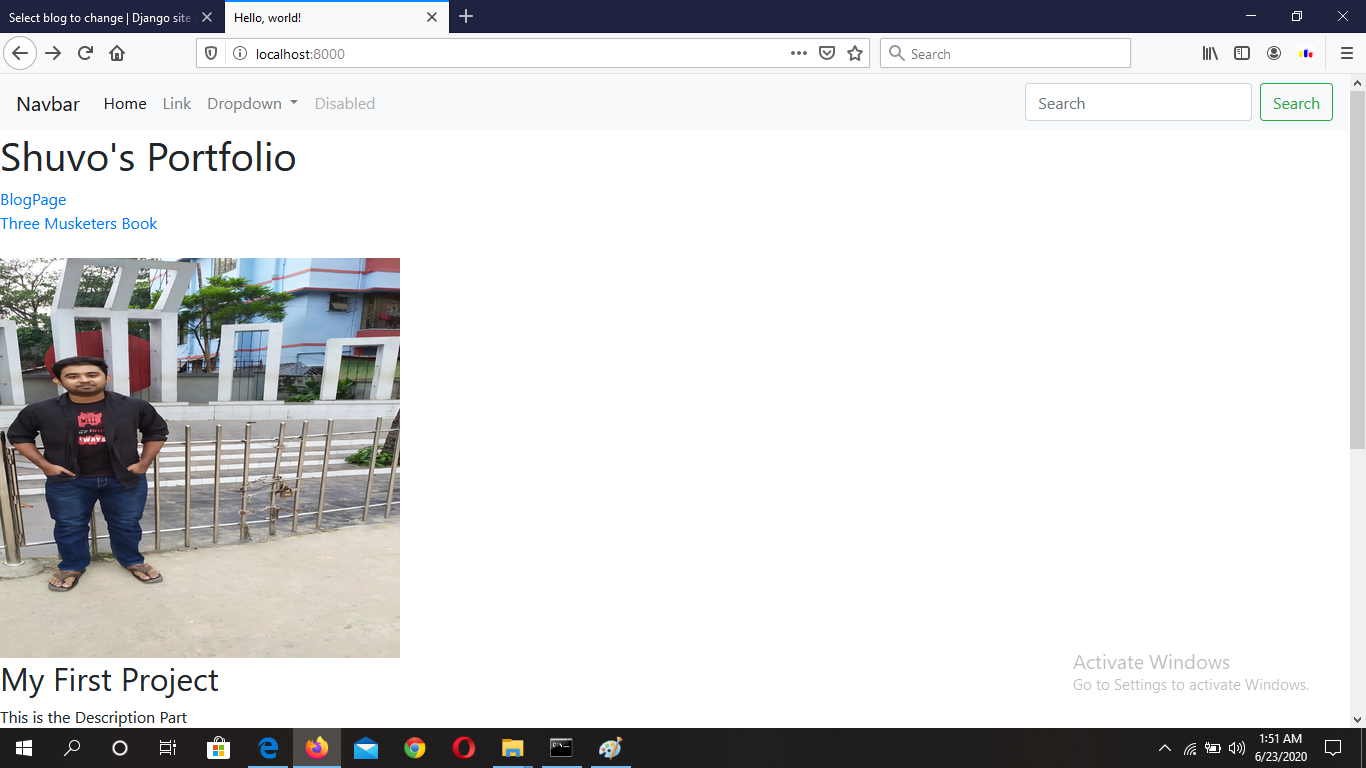 Select blog to change | Django site
Hello, world!
localhost:8000
Search
Navbar Home Link Dropdown Disabled
Search Search
Shuvo's Portfolio
BlogPage
Three Musketers Book
WAYS
My First Project
This is the Description Part
Activate Windows
Go to Settings to activate Windows.
1:51 AM
6/23/2020